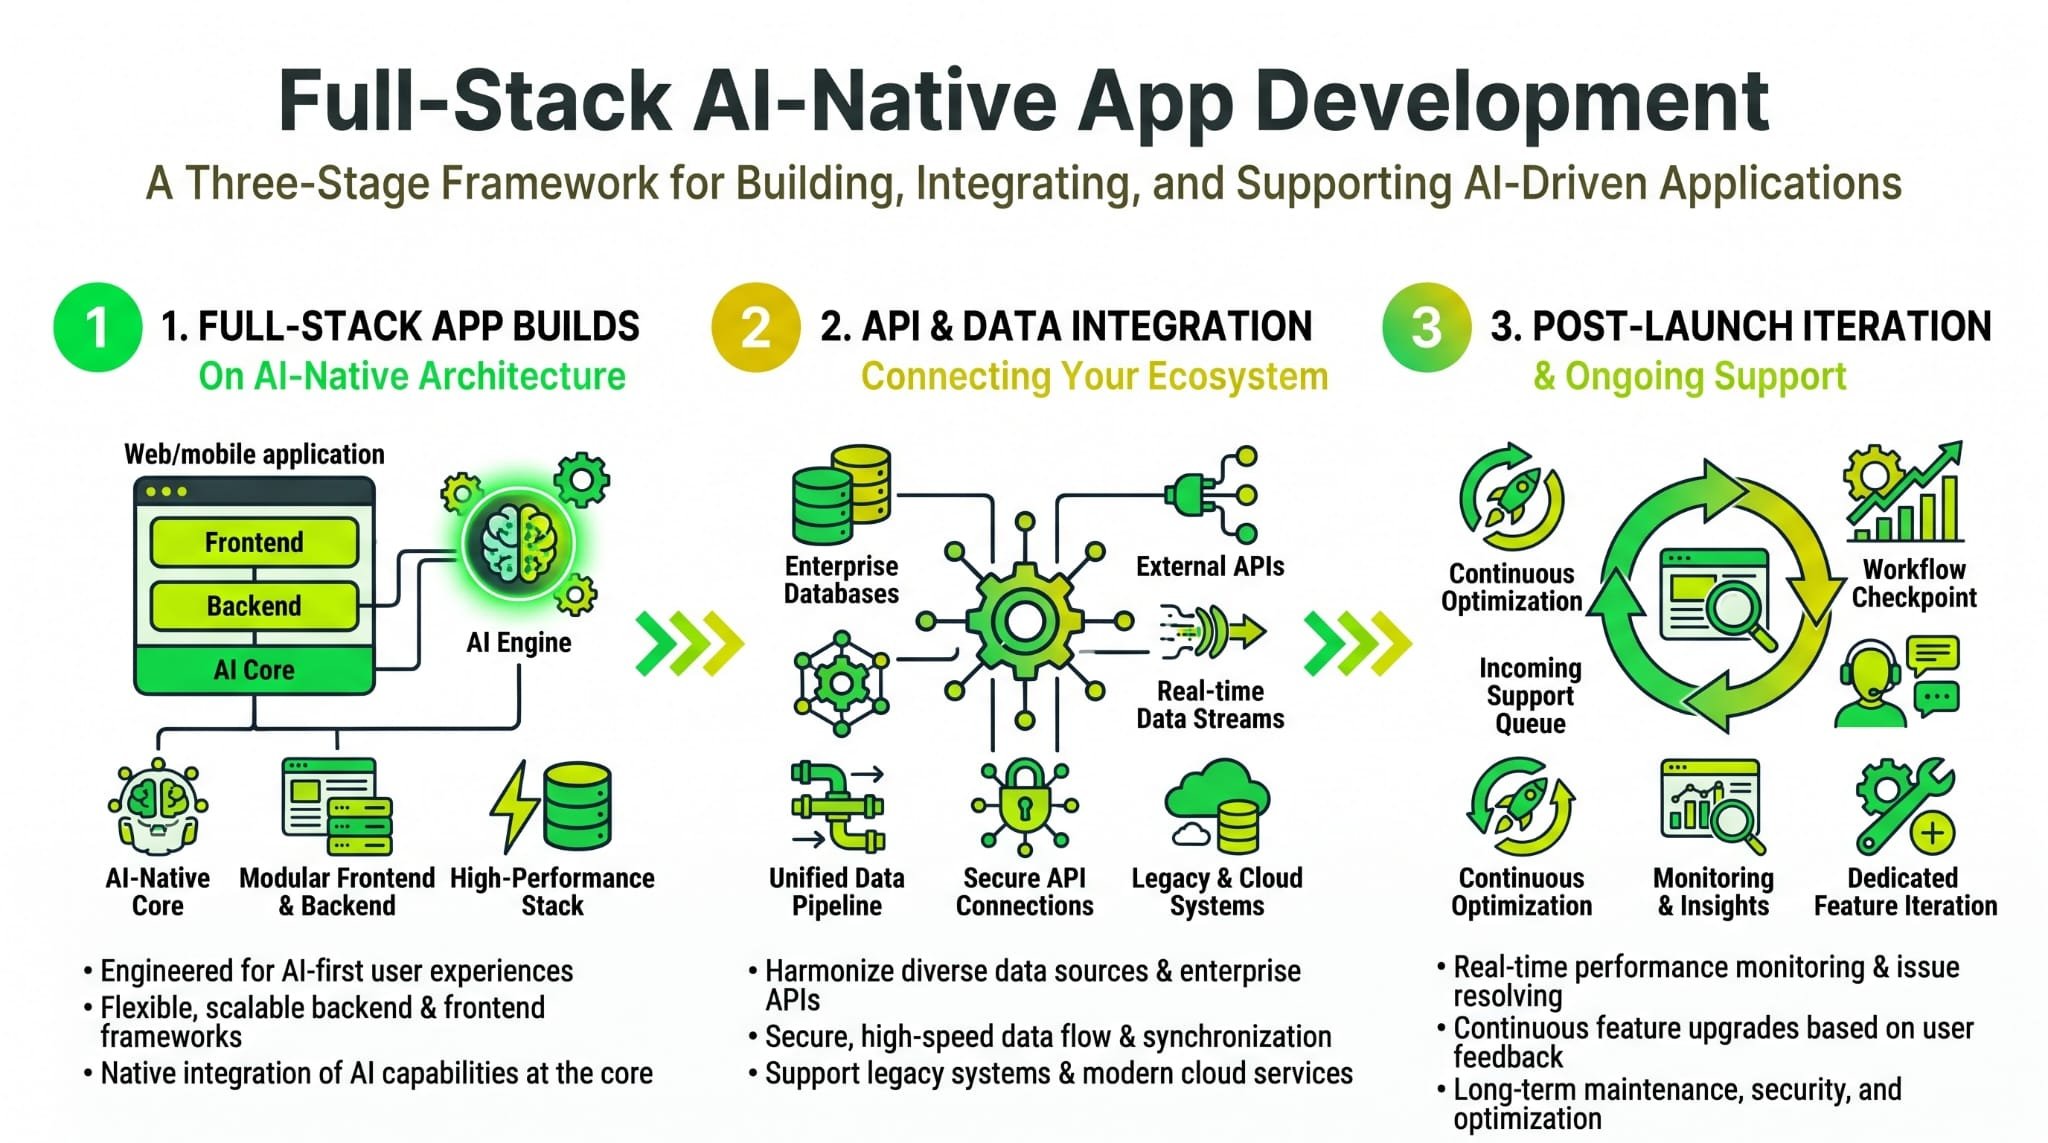 Full-Stack AI-Native App Development
A Three-Stage Framework for Building, Integrating, and Supporting AI-Driven Applications
1
1. FULL-STACK APP BUILDS
On AI-Native Architecture
Web/mobile application
Frontend
Backend
AI Core
AI Engine
AI-Native
Core
Modular Frontend
& Backend
High-Performance
Stack
• Engineered for AI-first user experiences
• Flexible, scalable backend & frontend
frameworks
• Native integration of AI capabilities at the core
2
2. API & DATA INTEGRATION
Connecting Your Ecosystem
Enterprise
Databases
External APIs
Real-time
Data Streams
Unified Data
Pipeline
Secure API
Connections
Legacy & Cloud
Systems
• Harmonize diverse data sources & enterprise
APIs
• Secure, high-speed data flow & synchronization
• Support legacy systems & modern cloud services
3
3. POST-LAUNCH ITERATION
& Ongoing Support
Continuous
Optimization
Workflow
Checkpoint
Incoming
Support
Queue
Continuous
Optimization
Monitoring
& Insights
Dedicated
Feature Iteration
• Real-time performance monitoring & issue
resolving
• Continuous feature upgrades based on user
feedback
• Long-term maintenance, security, and
optimization